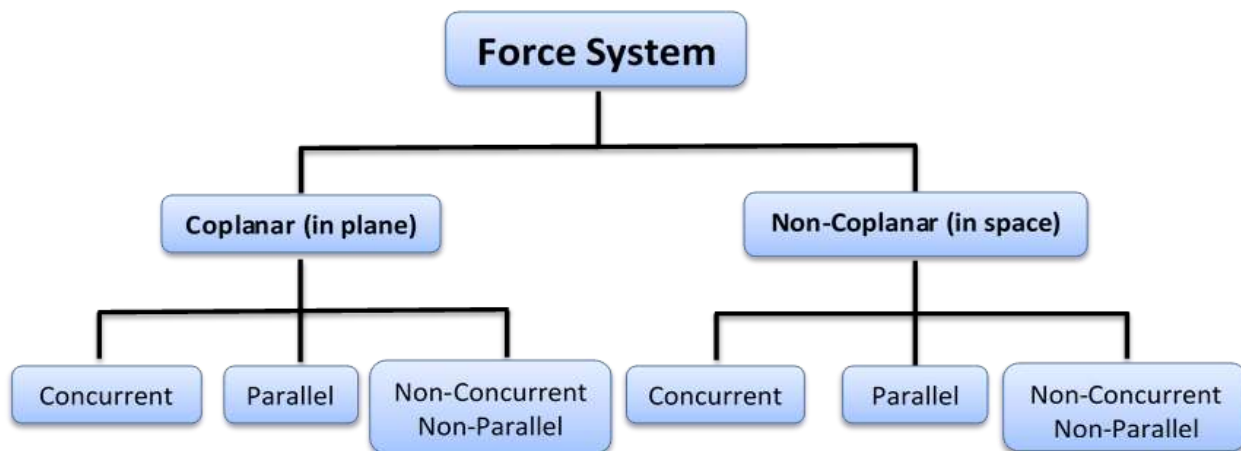 Force System
Coplanar (in plane)
Non-Coplanar (in space)
Concurrent
Parallel
Non-Concurrent
Non-Parallel
Concurrent
Parallel
Non-Concurrent
Non-Parallel